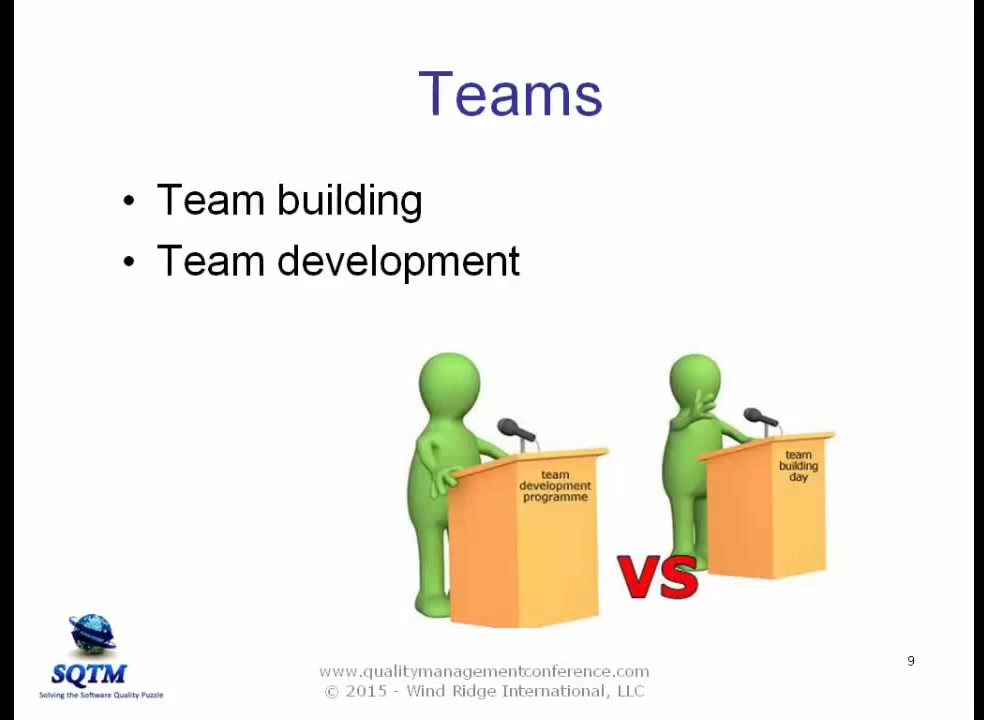 Teams
• Team building
• Team development
team
development
programme
team
building
day
VS
SQTM
Solving the Software Quality Puzzle
www.qualitymanagementconference.com
© 2015 - Wind Ridge International, LLC
9